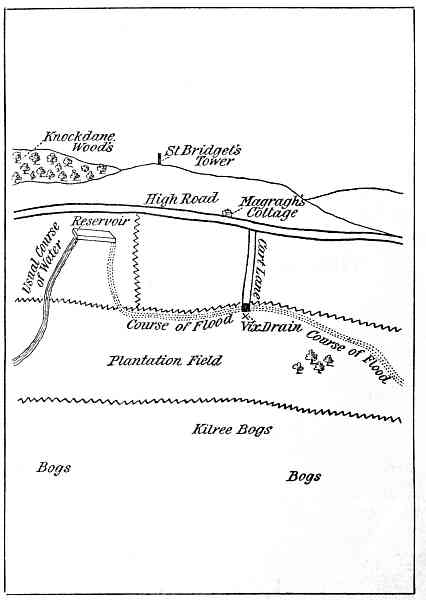 Knockdane
Woods
St Bridget's
Tower
High Road
Magragh's
Cottage
Reservoir
Usual Course
of Water
Cart Lane
Course of Flood
Vix. Drain
Course of Flood
Plantation Field
Kilree Bogs
Bogs
Bogs